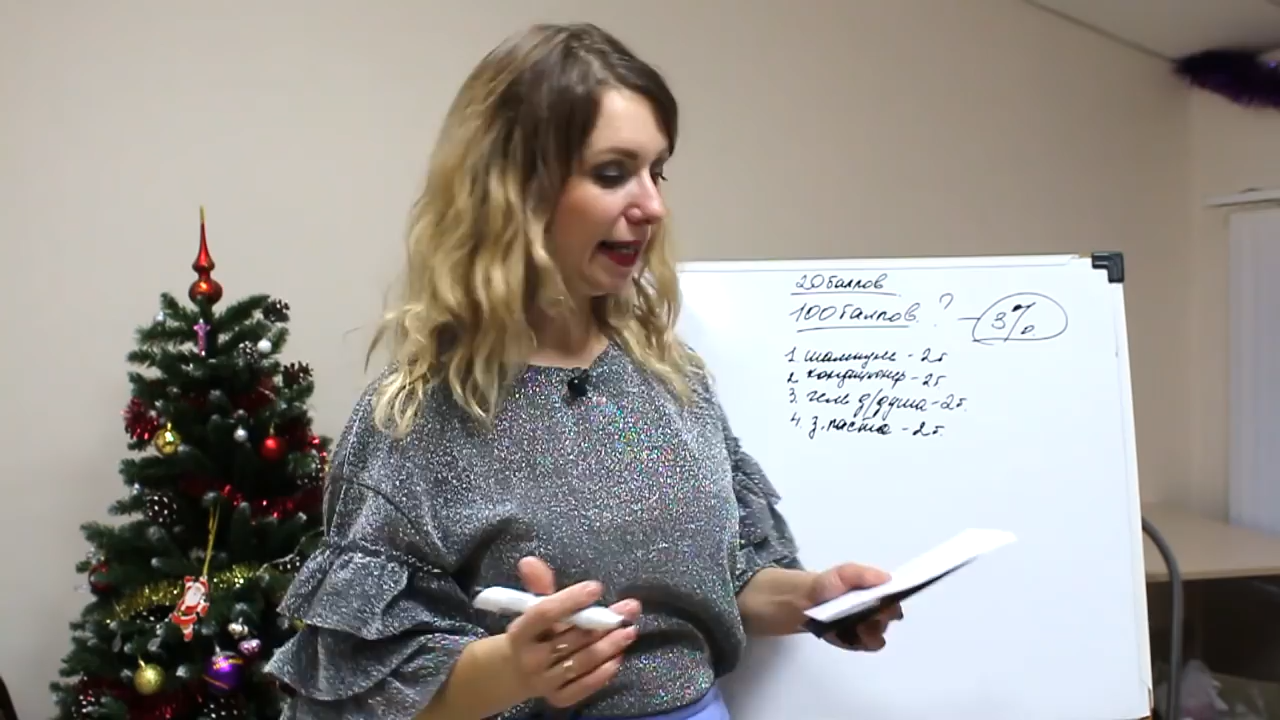 20 баллов
100 баллов ? - 3%
1. шампунь - 2б
2. кондиционер - 2б
3. гель д/душа - 2б.
4. з. паста - 2б.